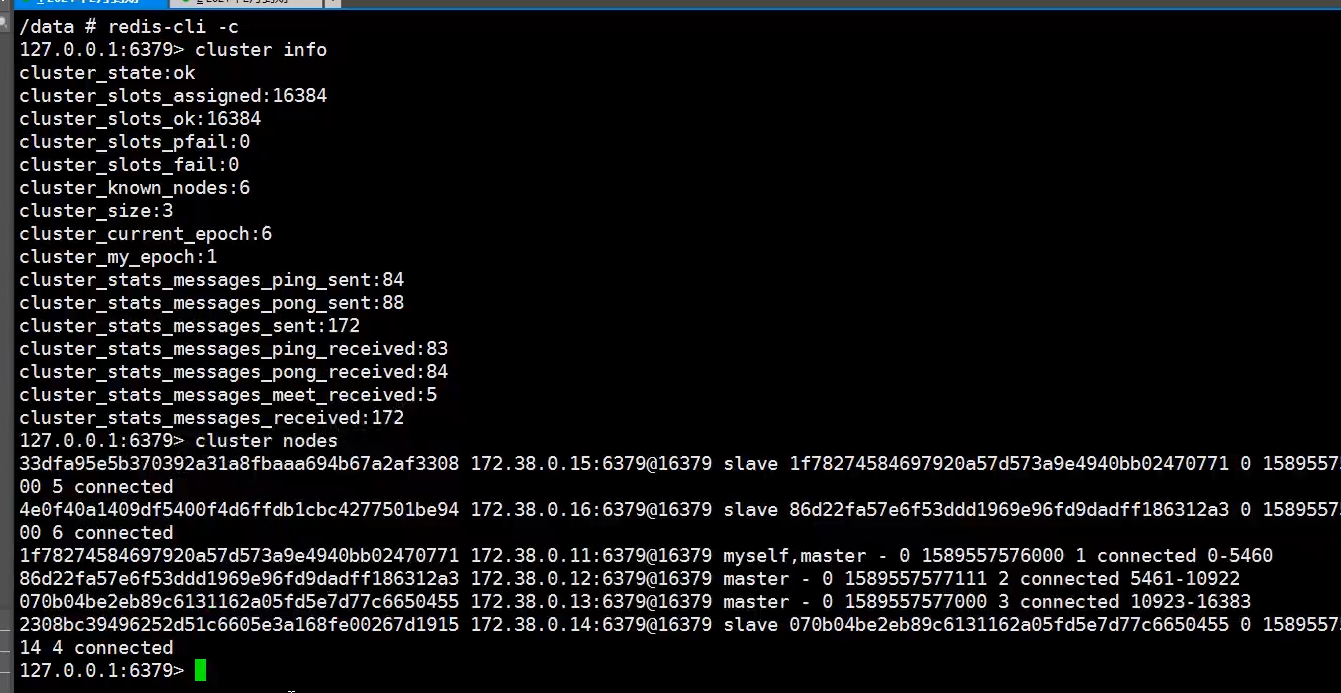 /data # redis-cli -c
127.0.0.1:6379> cluster info
cluster_state:ok
cluster_slots_assigned:16384
cluster_slots_ok:16384
cluster_slots_pfail:0
cluster_slots_fail:0
cluster_known_nodes:6
cluster_size:3
cluster_current_epoch:6
cluster_my_epoch:1
cluster_stats_messages_ping_sent:84
cluster_stats_messages_pong_sent:88
cluster_stats_messages_sent:172
cluster_stats_messages_ping_received:83
cluster_stats_messages_pong_received:84
cluster_stats_messages_meet_received:5
cluster_stats_messages_received:172
127.0.0.1:6379> cluster nodes
33dfa95e5b370392a31a8fbaaa694b67a2af3308 172.38.0.15:6379@16379 slave 1f78274584697920a57d573a9e4940bb02470771 0 1589557
00 5 connected
4e0f40a1409df5400f4d6ffdb1cbc4277501be94 172.38.0.16:6379@16379 slave 86d22fa57e6f53ddd1969e96fd9dadff186312a3 0 1589557
00 6 connected
1f78274584697920a57d573a9e4940bb02470771 172.38.0.11:6379@16379 myself,master - 0 1589557576000 1 connected 0-5460
86d22fa57e6f53ddd1969e96fd9dadff186312a3 172.38.0.12:6379@16379 master - 0 1589557577111 2 connected 5461-10922
070b04be2eb89c6131162a05fd5e7d77c6650455 172.38.0.13:6379@16379 master - 0 1589557577000 3 connected 10923-16383
2308bc39496252d51c6605e3a168fe00267d1915 172.38.0.14:6379@16379 slave 070b04be2eb89c6131162a05fd5e7d77c6650455 0 1589557
14 4 connected
127.0.0.1:6379>